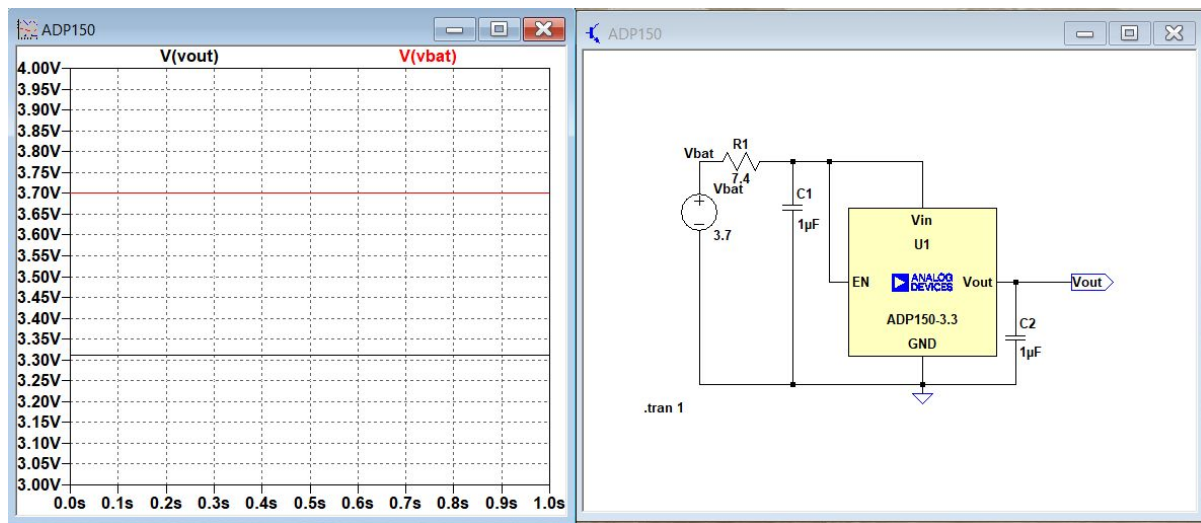 ADP150
V(vout) V(vbat)
4.00V
3.95V
3.90V
3.85V
3.80V
3.75V
3.70V
3.65V
3.60V
3.55V
3.50V
3.45V
3.40V
3.35V
3.30V
3.25V
3.20V
3.15V
3.10V
3.05V
3.00V
0.0s 0.1s 0.2s 0.3s 0.4s 0.5s 0.6s 0.7s 0.8s 0.9s 1.0s
ADP150
Vbat
R1
7.4
Vbat
3.7
C1
1µF
Vin
U1
EN
ANALOG
DEVICES
Vout
ADP150-3.3
GND
Vout
C2
1µF
.tran 1